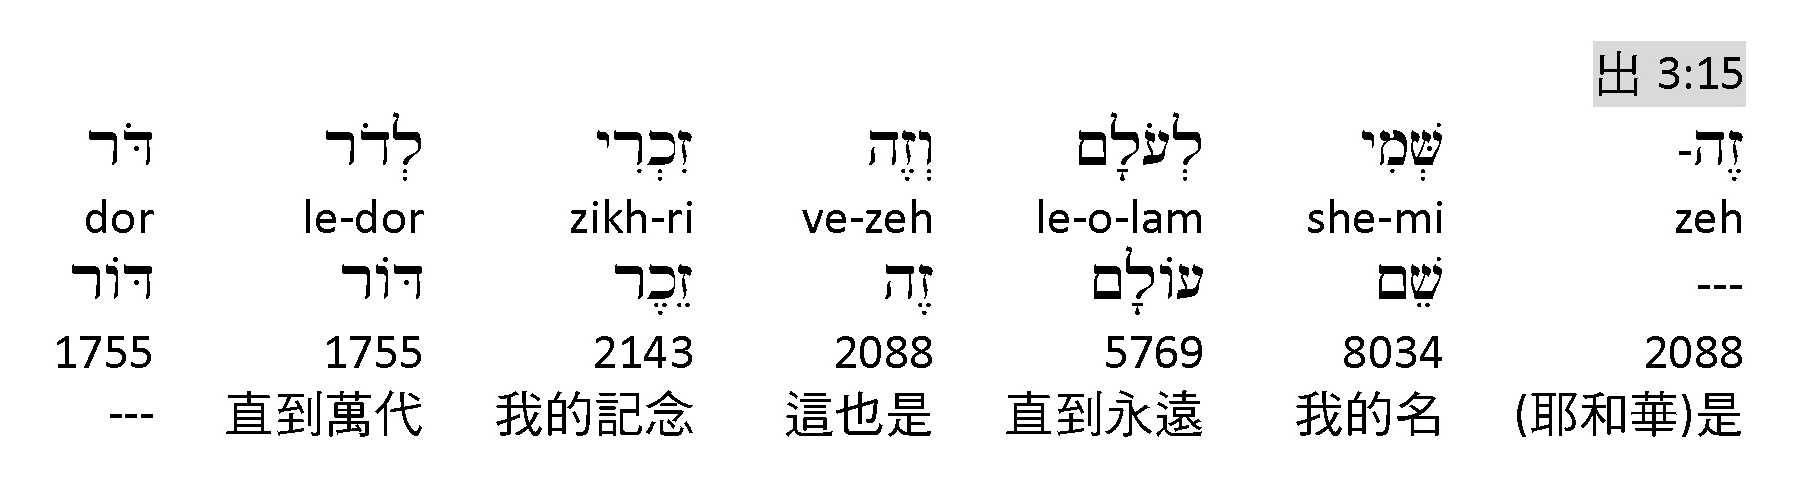 出 3:15
זֶה- שְּׁמִי לְעֹלָם וְזֶה זִכְרִי לְדֹר דֹּר
zeh she-mi le-o-lam ve-zeh zikh-ri le-dor dor
--- שֵׁם עוֹלָם זֶה זֵכֶר דּוֹר דּוֹר
2088 8034 5769 2088 2143 1755 1755
(耶和華)是 我的名 直到永遠 這也是 我的記念 直到萬代 ---